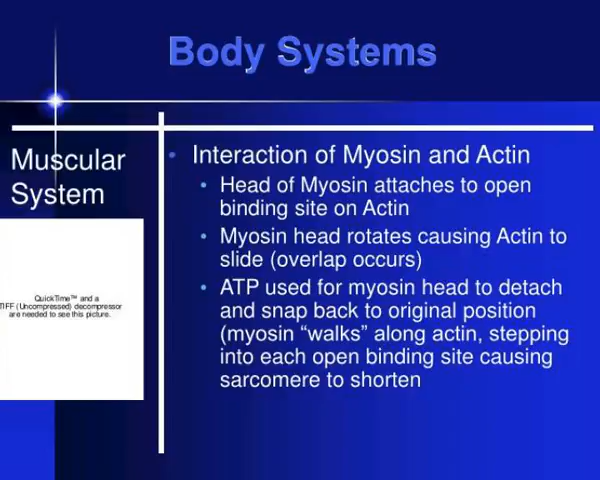 Body Systems
Muscular
System
• Interaction of Myosin and Actin
• Head of Myosin attaches to open
binding site on Actin
• Myosin head rotates causing Actin to
slide (overlap occurs)
• ATP used for myosin head to detach
and snap back to original position
(myosin “walks” along actin, stepping
into each open binding site causing
sarcomere to shorten
QuickTime™ and a
TIFF (Uncompressed) decompressor
are needed to see this picture.